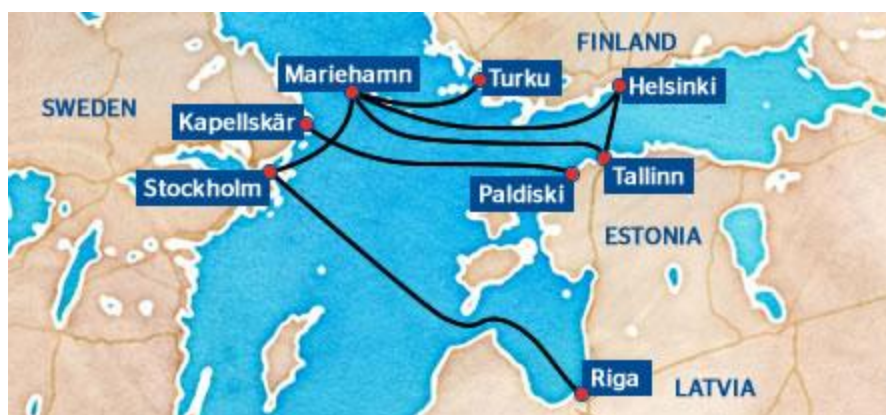 FINLAND
Mariehamn
Turku
Helsinki
SWEDEN
Kapellskär
Stockholm
Paldiski
Tallinn
ESTONIA
Riga
LATVIA